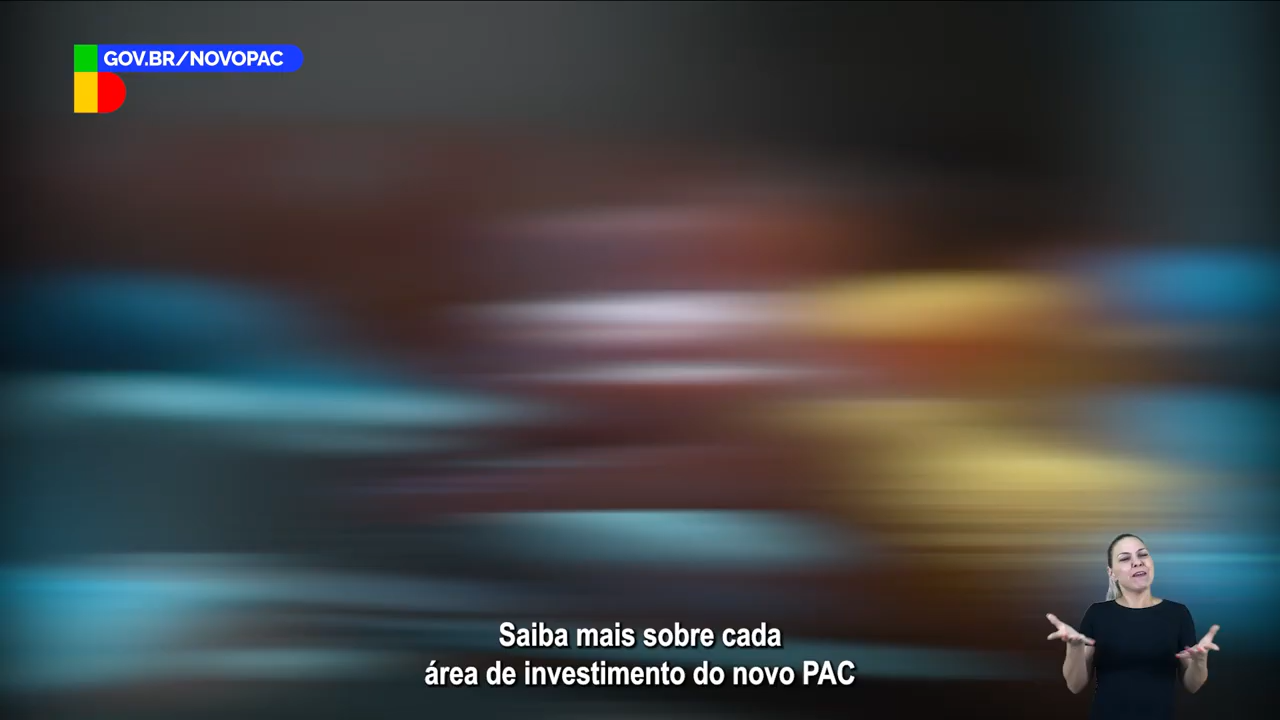 GOV.BR/NOVOPAC
Saiba mais sobre cada
área de investimento do novo PAC